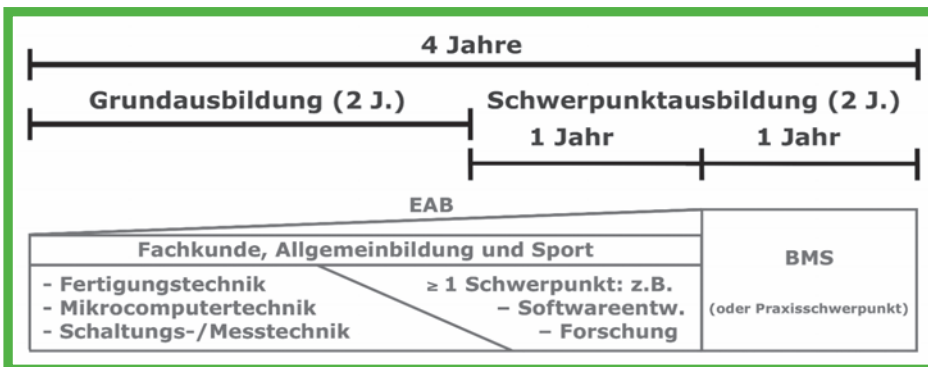 4 Jahre
Grundausbildung (2 J.)
Schwerpunktausbildung (2 J.)
1 Jahr
1 Jahr
EAB
Fachkunde, Allgemeinbildung und Sport
- Fertigungstechnik
- Mikrocomputertechnik
- Schaltungs-/Messtechnik
≥ 1 Schwerpunkt: z.B.
– Softwareentw.
– Forschung
BMS
(oder Praxisschwerpunkt)